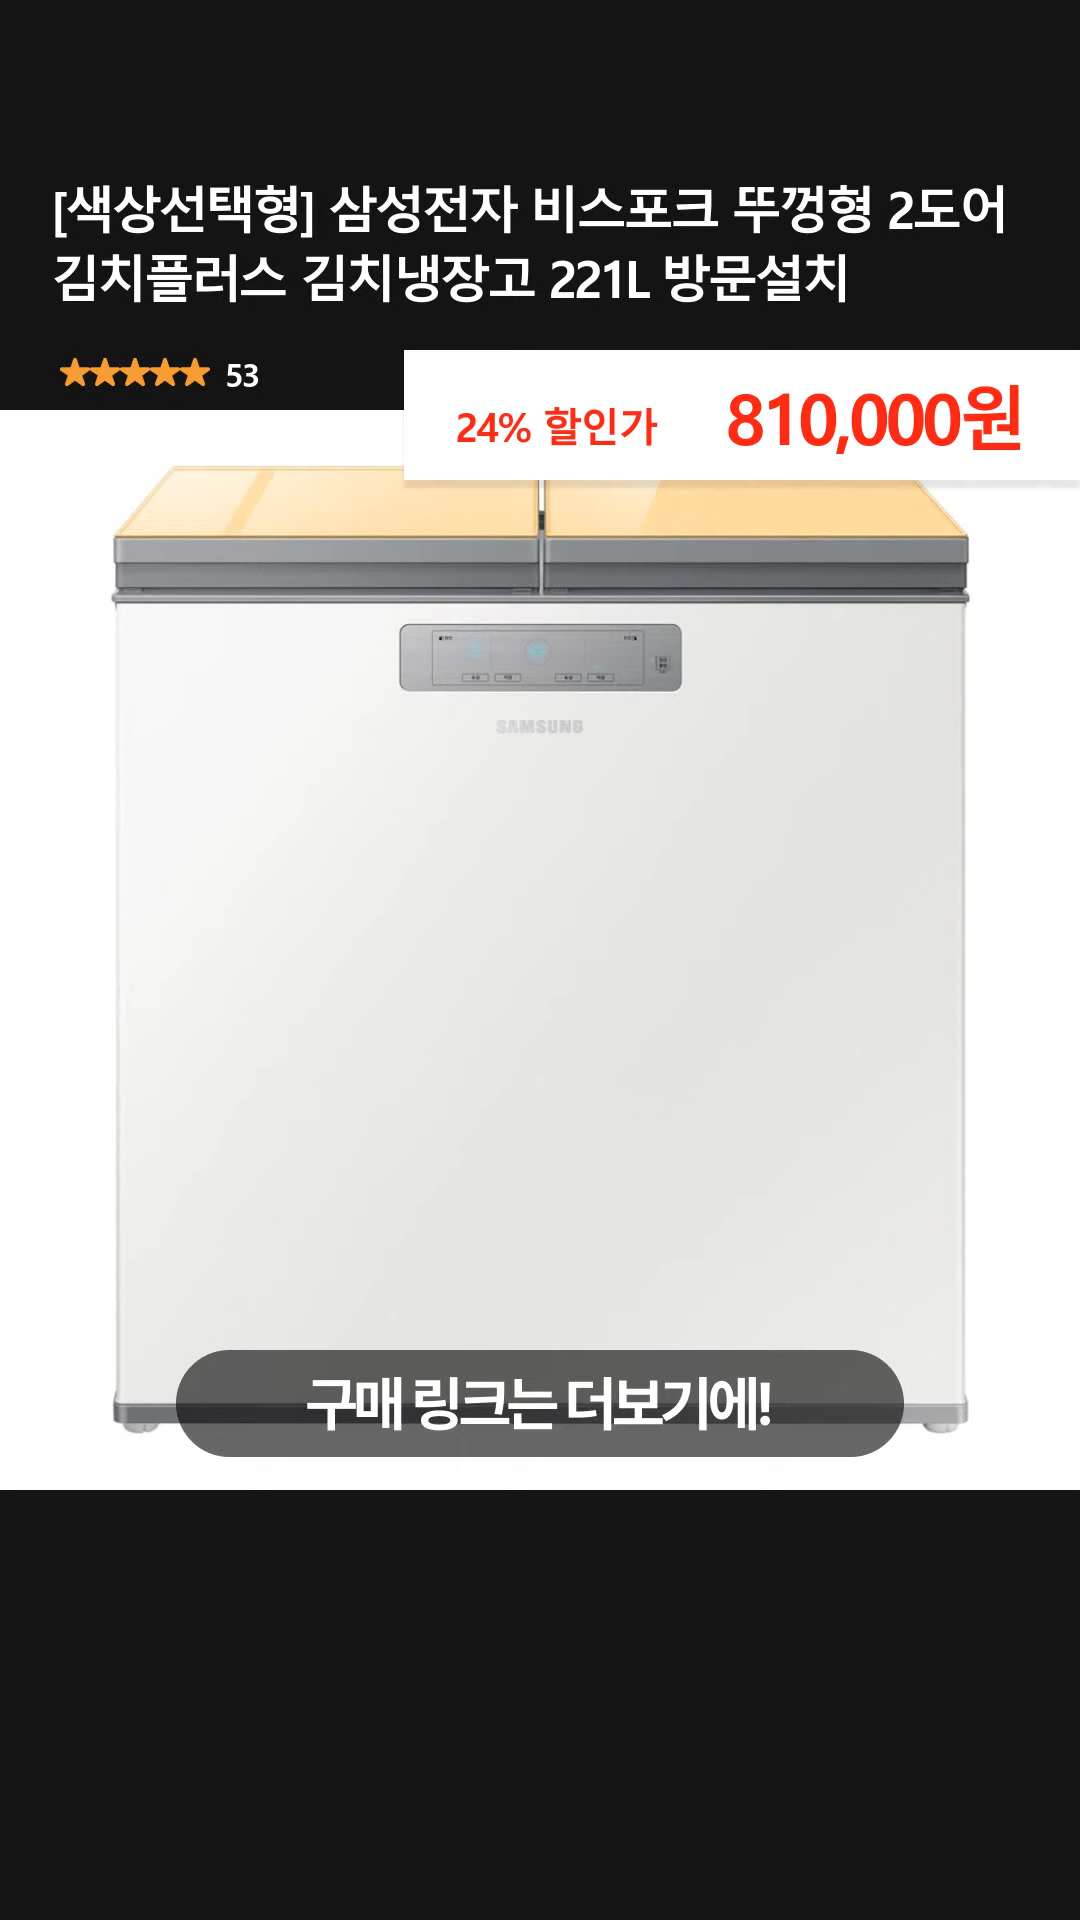 [색상선택형] 삼성전자 비스포크 뚜껑형 2도어
김치플러스 김치냉장고 221L 방문설치
53
24% 할인가 810,000원
SAMSUNG
구매 링크는 더보기에!